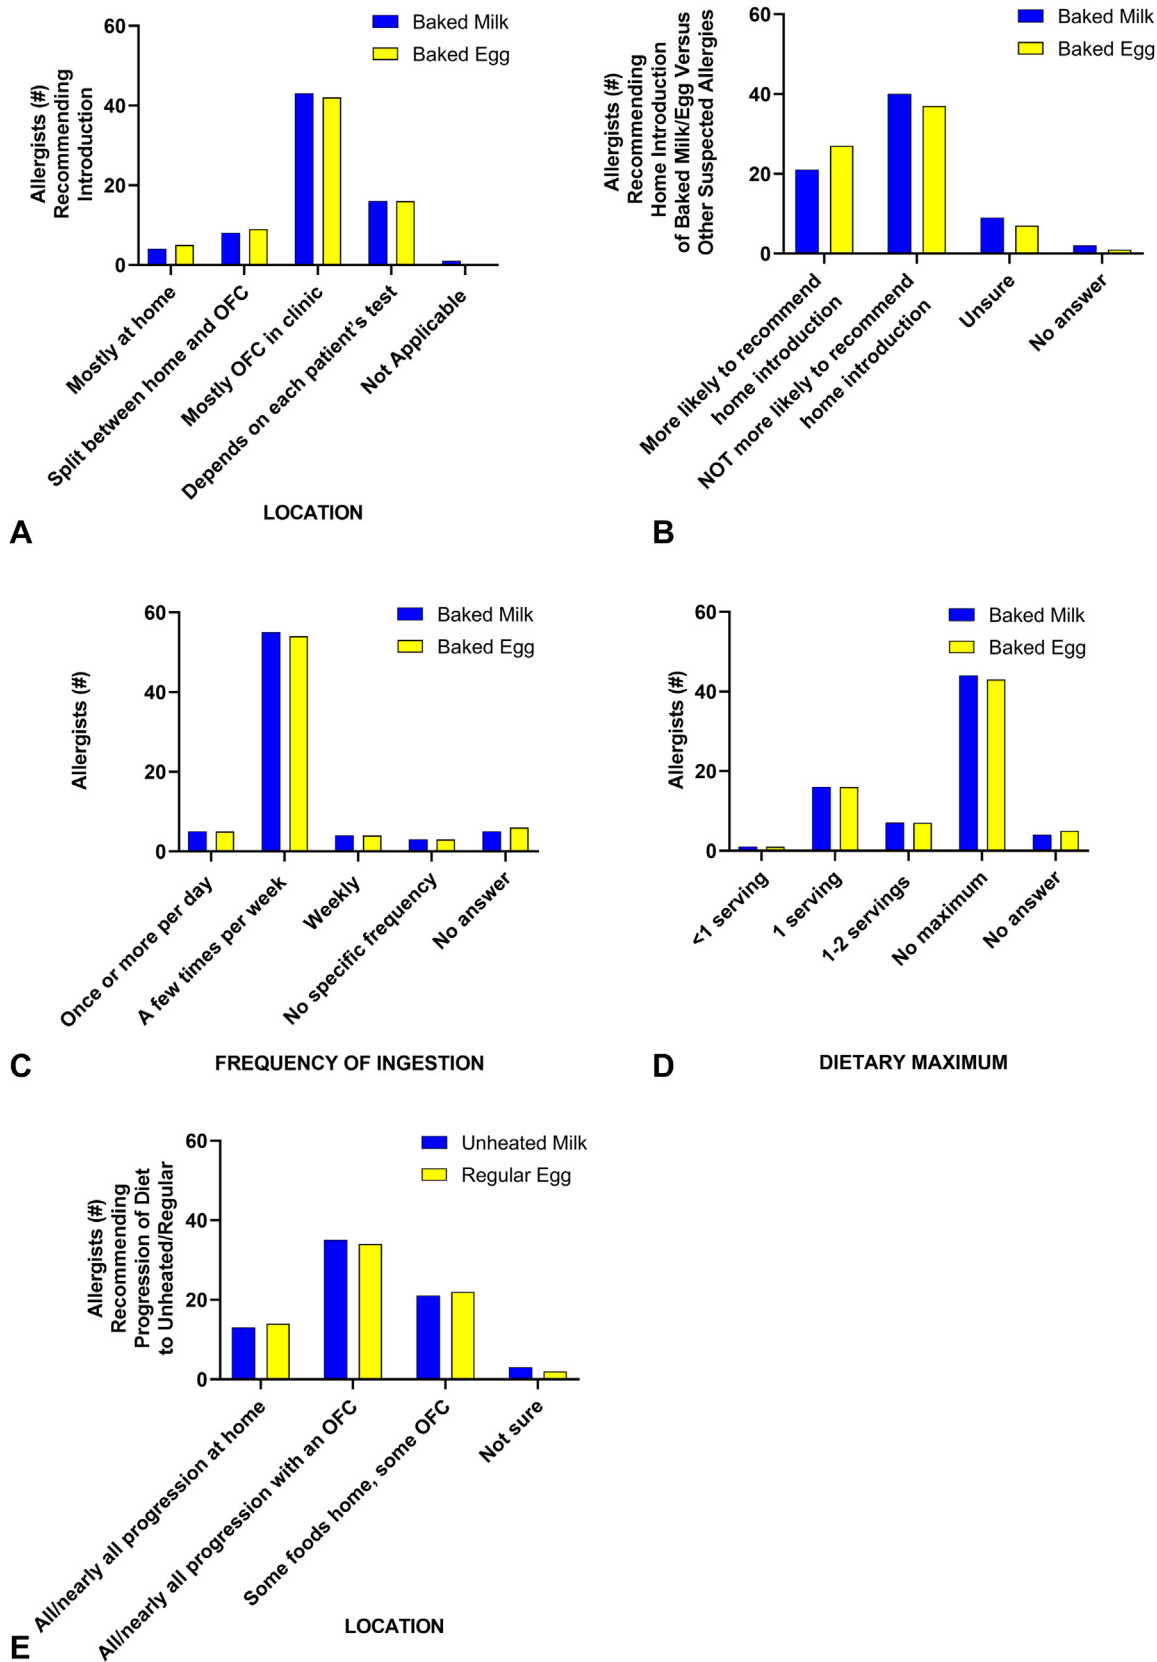 60
40
20
0
Allergists (#)
Recommending
Introduction
Baked Milk
Baked Egg
Mostly at home
Split between home and OFC
Mostly OFC in clinic
Depends on each patient’s test
Not Applicable
LOCATION
A
60
40
20
0
Allergists (#)
Recommending
Home Introduction
of Baked Milk/Egg Versus
Other Suspected Allergies
Baked Milk
Baked Egg
More likely to recommend
home introduction
NOT more likely to recommend
home introduction
Unsure
No answer
B
60
40
20
0
Allergists (#)
Baked Milk
Baked Egg
Once or more per day
A few times per week
Weekly
No specific frequency
No answer
FREQUENCY OF INGESTION
C
60
40
20
0
Allergists (#)
Baked Milk
Baked Egg
<1 serving
1 serving
1-2 servings
No maximum
No answer
DIETARY MAXIMUM
D
60
40
20
0
Allergists (#)
Recommending
Progression of Diet
to Unheated/Regular
Unheated Milk
Regular Egg
All/nearly all progression at home
All/nearly all progression with an OFC
Some foods home, some OFC
Not sure
LOCATION
E